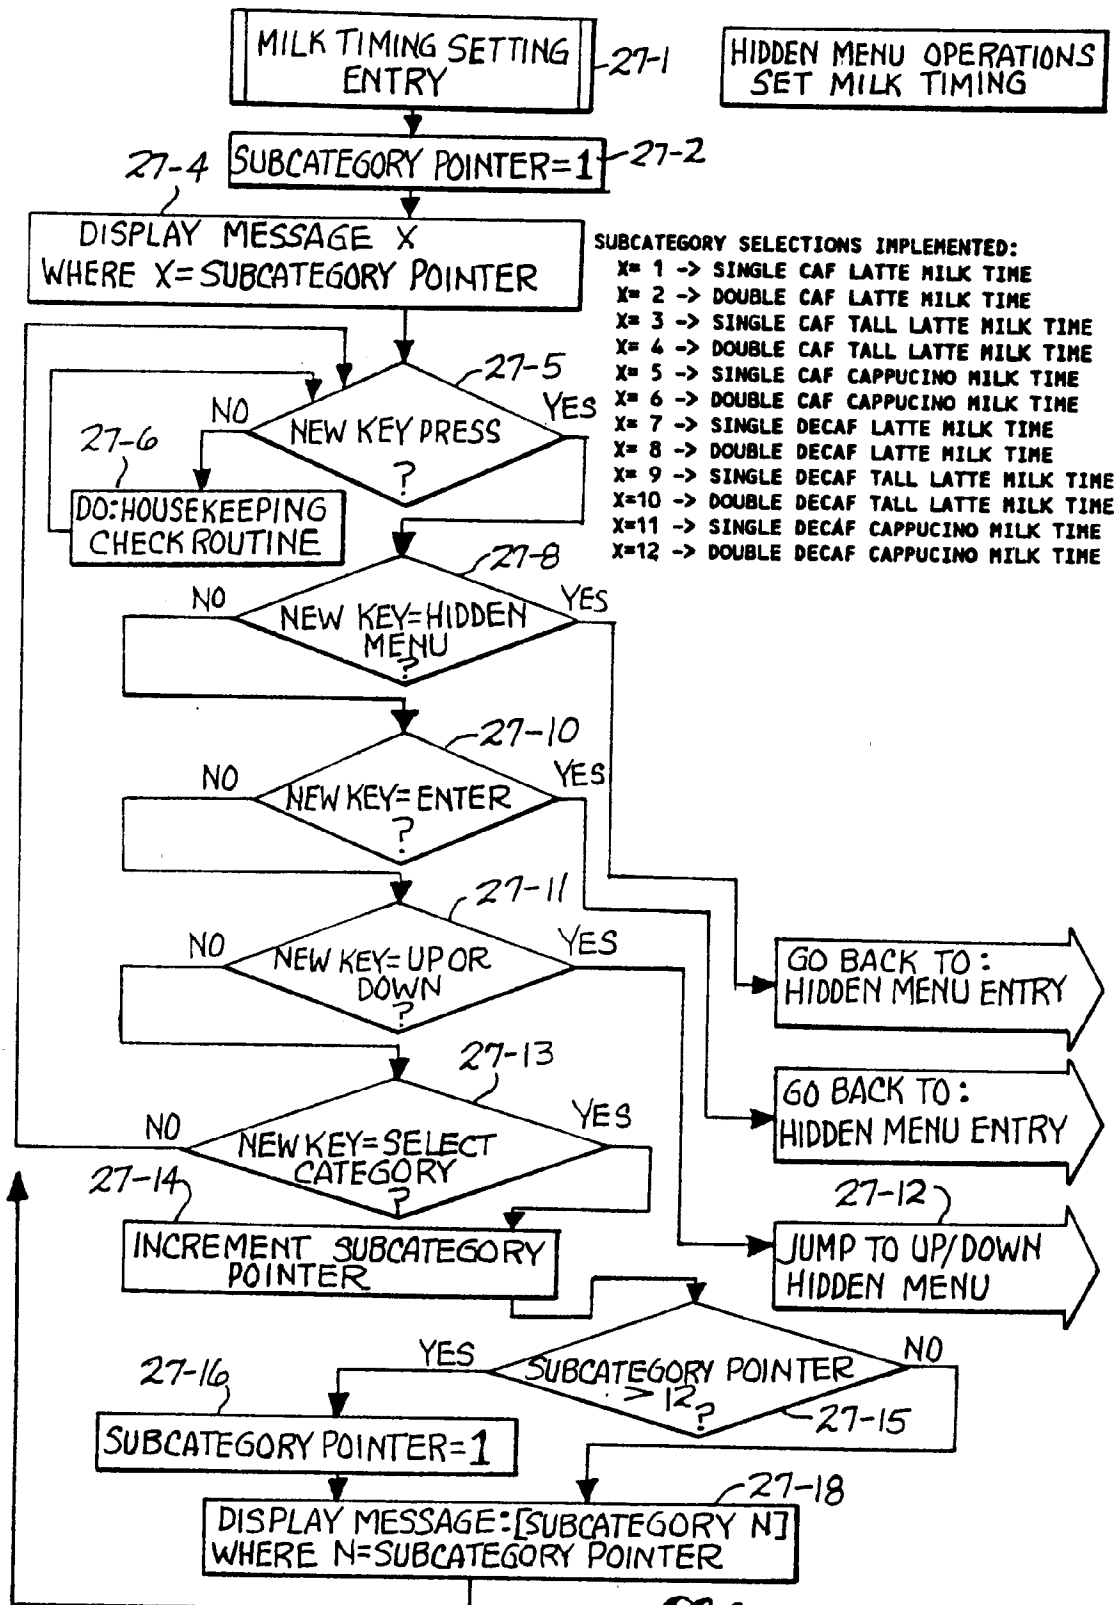 MILK TIMING SETTING
ENTRY
27-1
HIDDEN MENU OPERATIONS
SET MILK TIMING
SUBCATEGORY POINTER=1
27-2
27-4
DISPLAY MESSAGE X
WHERE X=SUBCATEGORY POINTER
SUBCATEGORY SELECTIONS IMPLEMENTED:
X= 1 -> SINGLE CAF LATTE MILK TIME
X= 2 -> DOUBLE CAF LATTE MILK TIME
X= 3 -> SINGLE CAF TALL LATTE MILK TIME
X= 4 -> DOUBLE CAF TALL LATTE MILK TIME
X= 5 -> SINGLE CAF CAPPUCINO MILK TIME
X= 6 -> DOUBLE CAF CAPPUCINO MILK TIME
X= 7 -> SINGLE DECAF LATTE MILK TIME
X= 8 -> DOUBLE DECAF LATTE MILK TIME
X= 9 -> SINGLE DECAF TALL LATTE MILK TIME
X=10 -> DOUBLE DECAF TALL LATTE MILK TIME
X=11 -> SINGLE DECAF CAPPUCINO MILK TIME
X=12 -> DOUBLE DECAF CAPPUCINO MILK TIME
27-5
NO
YES
NEW KEY PRESS
?
27-6
DO:HOUSEKEEPING
CHECK ROUTINE
27-8
NO
YES
NEW KEY=HIDDEN
MENU
?
27-10
NO
YES
NEW KEY=ENTER
?
27-11
NO
YES
NEW KEY=UP OR
DOWN
?
GO BACK TO:
HIDDEN MENU ENTRY
27-13
NO
YES
NEW KEY=SELECT
CATEGORY
?
GO BACK TO:
HIDDEN MENU ENTRY
27-14
INCREMENT SUBCATEGORY
POINTER
27-12
JUMP TO UP/DOWN
HIDDEN MENU
YES
NO
SUBCATEGORY POINTER
> 12
?
27-15
27-16
SUBCATEGORY POINTER=1
27-18
DISPLAY MESSAGE:[SUBCATEGORY N]
WHERE N=SUBCATEGORY POINTER